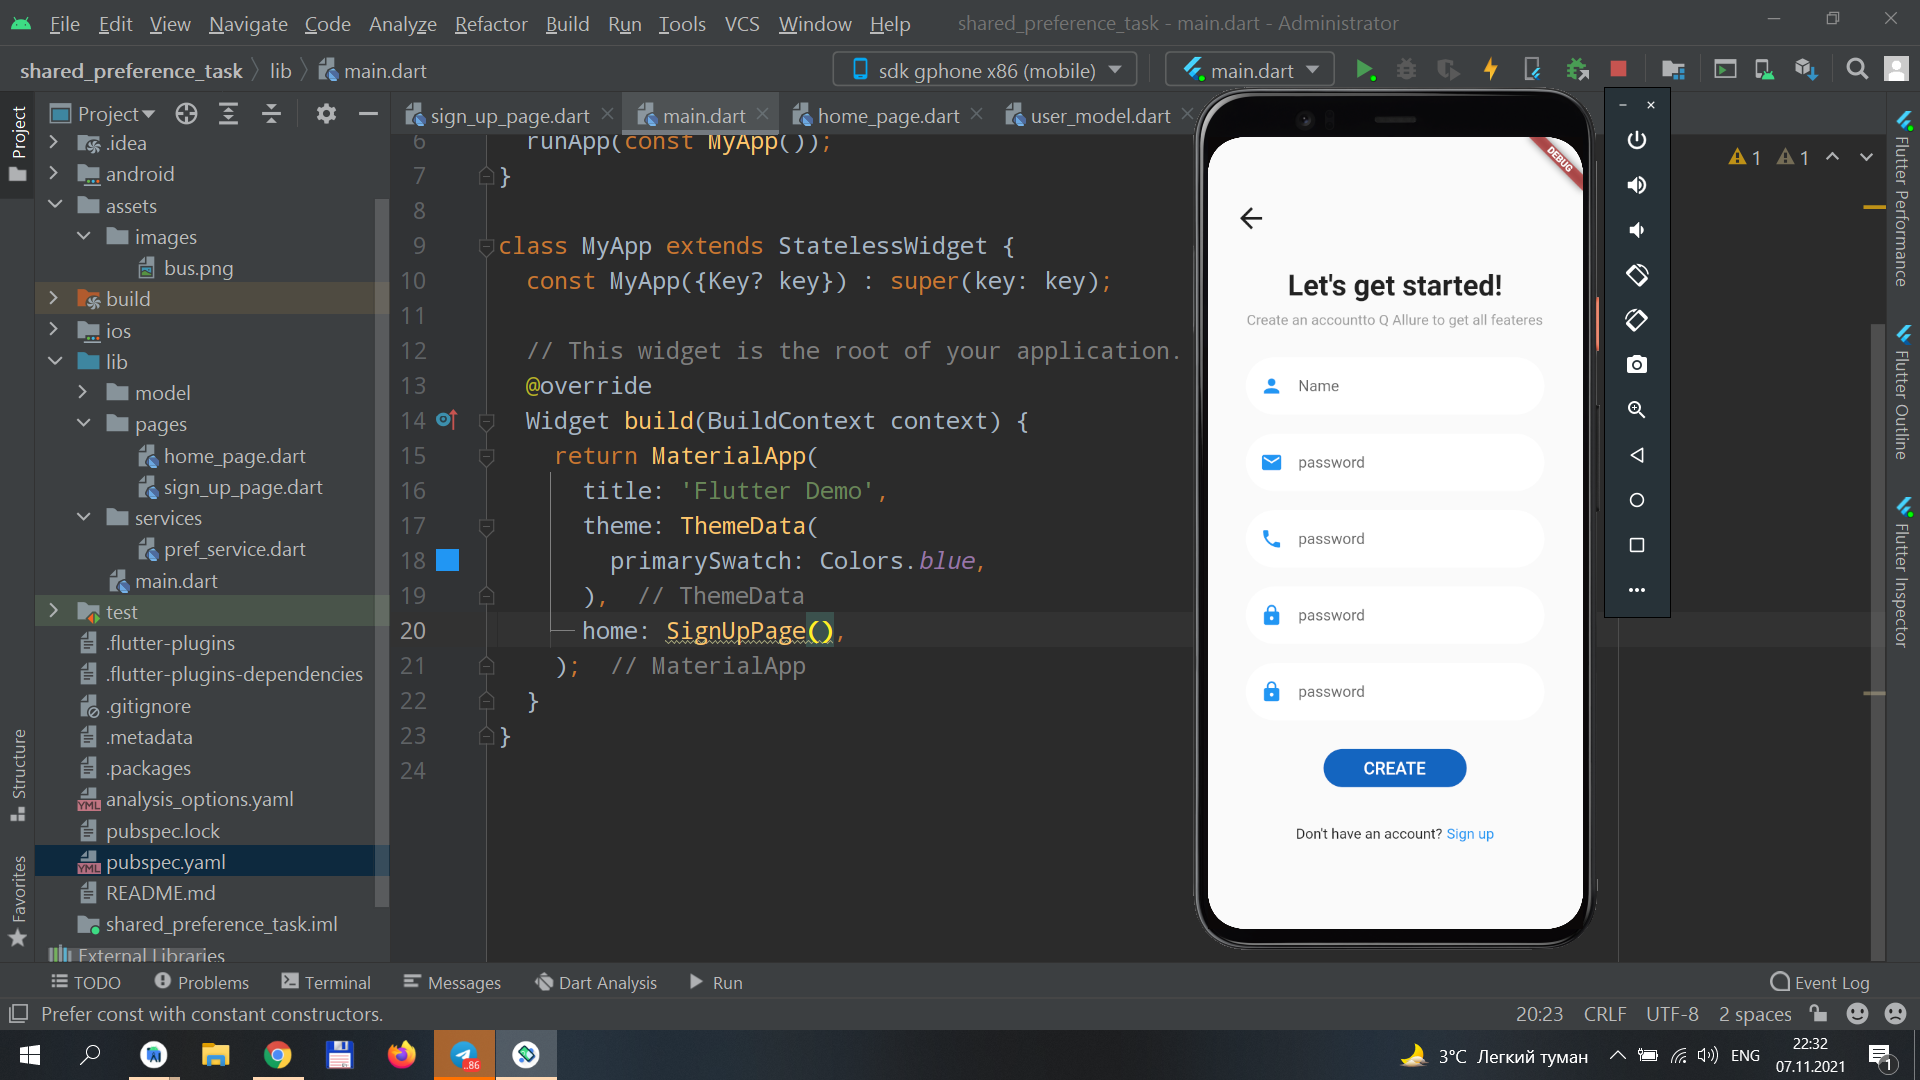 File Edit View Navigate Code Analyze Refactor Build Run Tools VCS Window Help shared_preference_task - main.dart - Administrator
shared_preference_task lib main.dart sdk gphone x86 (mobile) main.dart
Project
sign_up_page.dart main.dart home_page.dart user_model.dart
Project
Structure
Favorites
.idea
android
assets
images
bus.png
build
ios
lib
model
pages
home_page.dart
sign_up_page.dart
services
pref_service.dart
main.dart
test
.flutter-plugins
.flutter-plugins-dependencies
.gitignore
.metadata
.packages
analysis_options.yaml
pubspec.lock
pubspec.yaml
README.md
shared_preference_task.iml
External Libraries
6 runApp(const MyApp());
7 }
8
9 class MyApp extends StatelessWidget {
10 const MyApp({Key? key}) : super(key: key);
11
12 // This widget is the root of your application.
13 @override
14 Widget build(BuildContext context) {
15 return MaterialApp(
16 title: 'Flutter Demo',
17 theme: ThemeData(
18 primarySwatch: Colors.blue,
19 ), // ThemeData
20 home: SignUpPage(),
21 ); // MaterialApp
22 }
23 }
24
1 1
DEBUG
Let's get started!
Create an accountto Q Allure to get all feateres
Name
password
password
password
password
CREATE
Don't have an account? Sign up
Flutter Performance
Flutter Outline
Flutter Inspector
TODO Problems Terminal Messages Dart Analysis Run Event Log
Prefer const with constant constructors. 20:23 CRLF UTF-8 2 spaces
YML
YML
..86
3°C Легкий туман ENG
22:32
07.11.2021
1